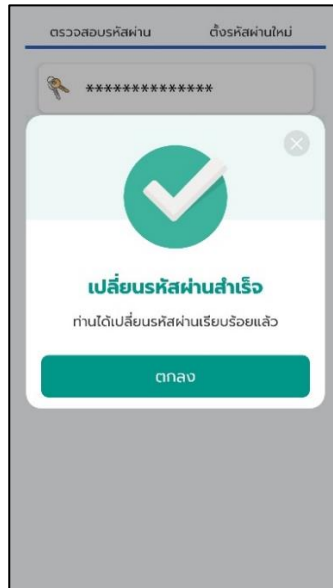 ตรวจสอบรหัสผ่าน ตั้งรหัสผ่านใหม่
**************
เปลี่ยนรหัสผ่านสำเร็จ
ท่านได้เปลี่ยนรหัสผ่านเรียบร้อยแล้ว
ตกลง